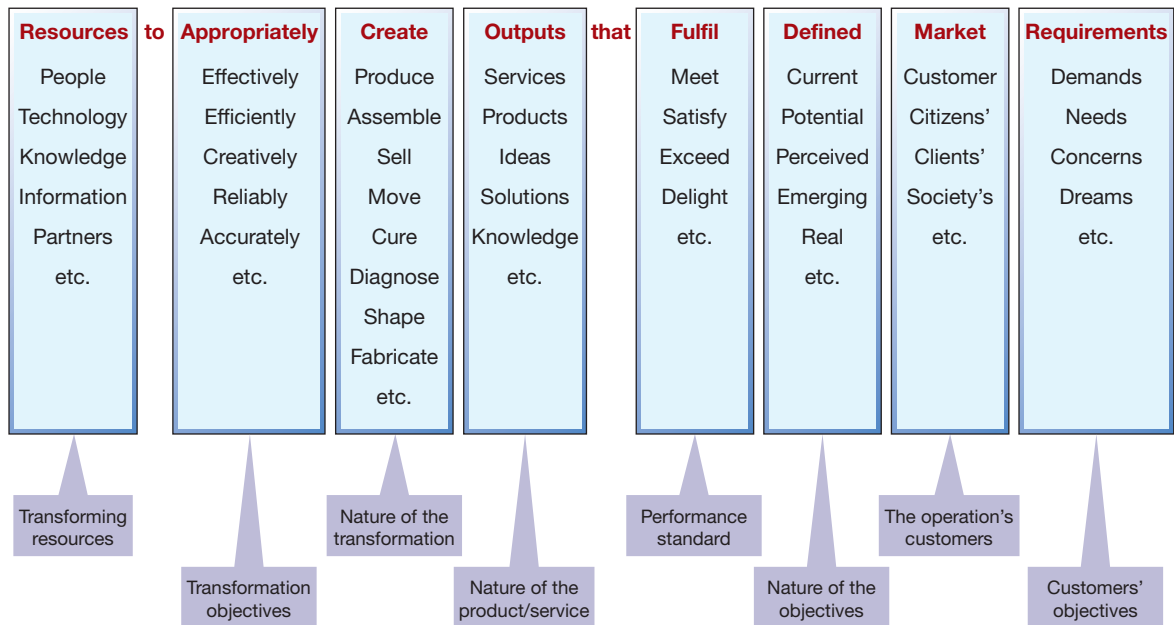 Resources
People
Technology
Knowledge
Information
Partners
etc.
to
Appropriately
Effectively
Efficiently
Creatively
Reliably
Accurately
etc.
Create
Produce
Assemble
Sell
Move
Cure
Diagnose
Shape
Fabricate
etc.
Outputs
Services
Products
Ideas
Solutions
Knowledge
etc.
that
Fulfil
Meet
Satisfy
Exceed
Delight
etc.
Defined
Current
Potential
Perceived
Emerging
Real
etc.
Market
Customer
Citizens'
Clients'
Society's
etc.
Requirements
Demands
Needs
Concerns
Dreams
etc.
Transforming
resources
Transformation
objectives
Nature of the
transformation
Nature of the
product/service
Performance
standard
Nature of the
objectives
The operation's
customers
Customers'
objectives